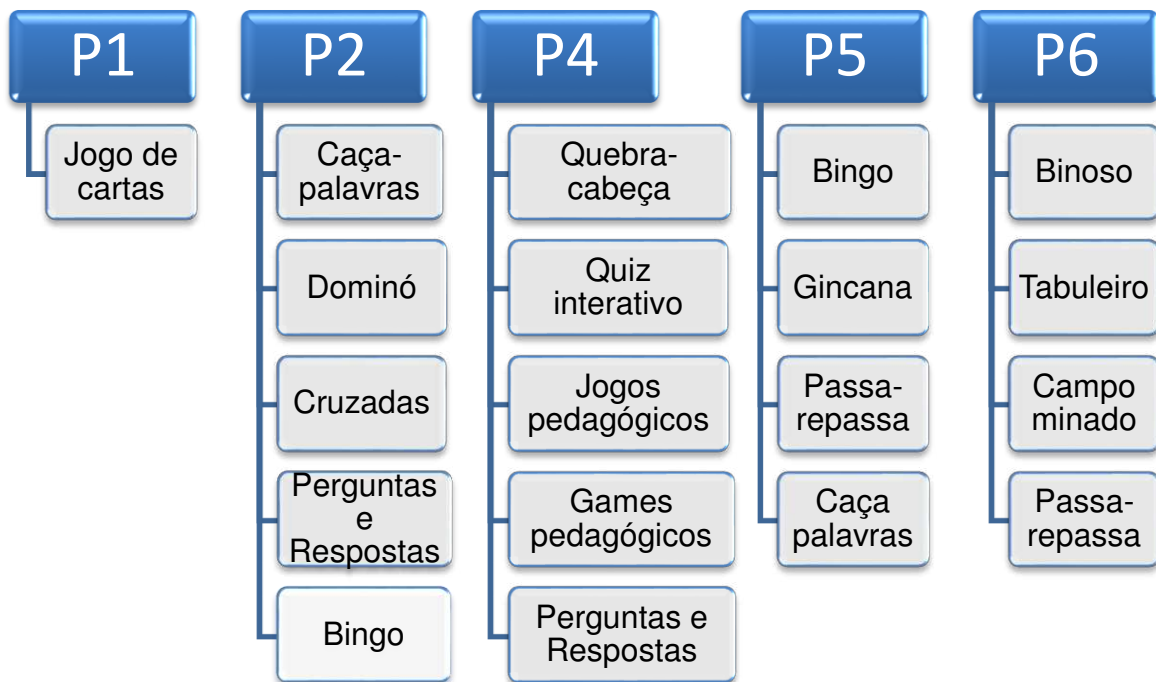 P1
Jogo de
cartas
P2
Caça-
palavras
Dominó
Cruzadas
Perguntas
e
Respostas
Bingo
P4
Quebra-
cabeça
Quiz
interativo
Jogos
pedagógicos
Games
pedagógicos
Perguntas e
Respostas
P5
Bingo
Gincana
Passa-
repassa
Caça
palavras
P6
Binoso
Tabuleiro
Campo
minado
Passa-
repassa